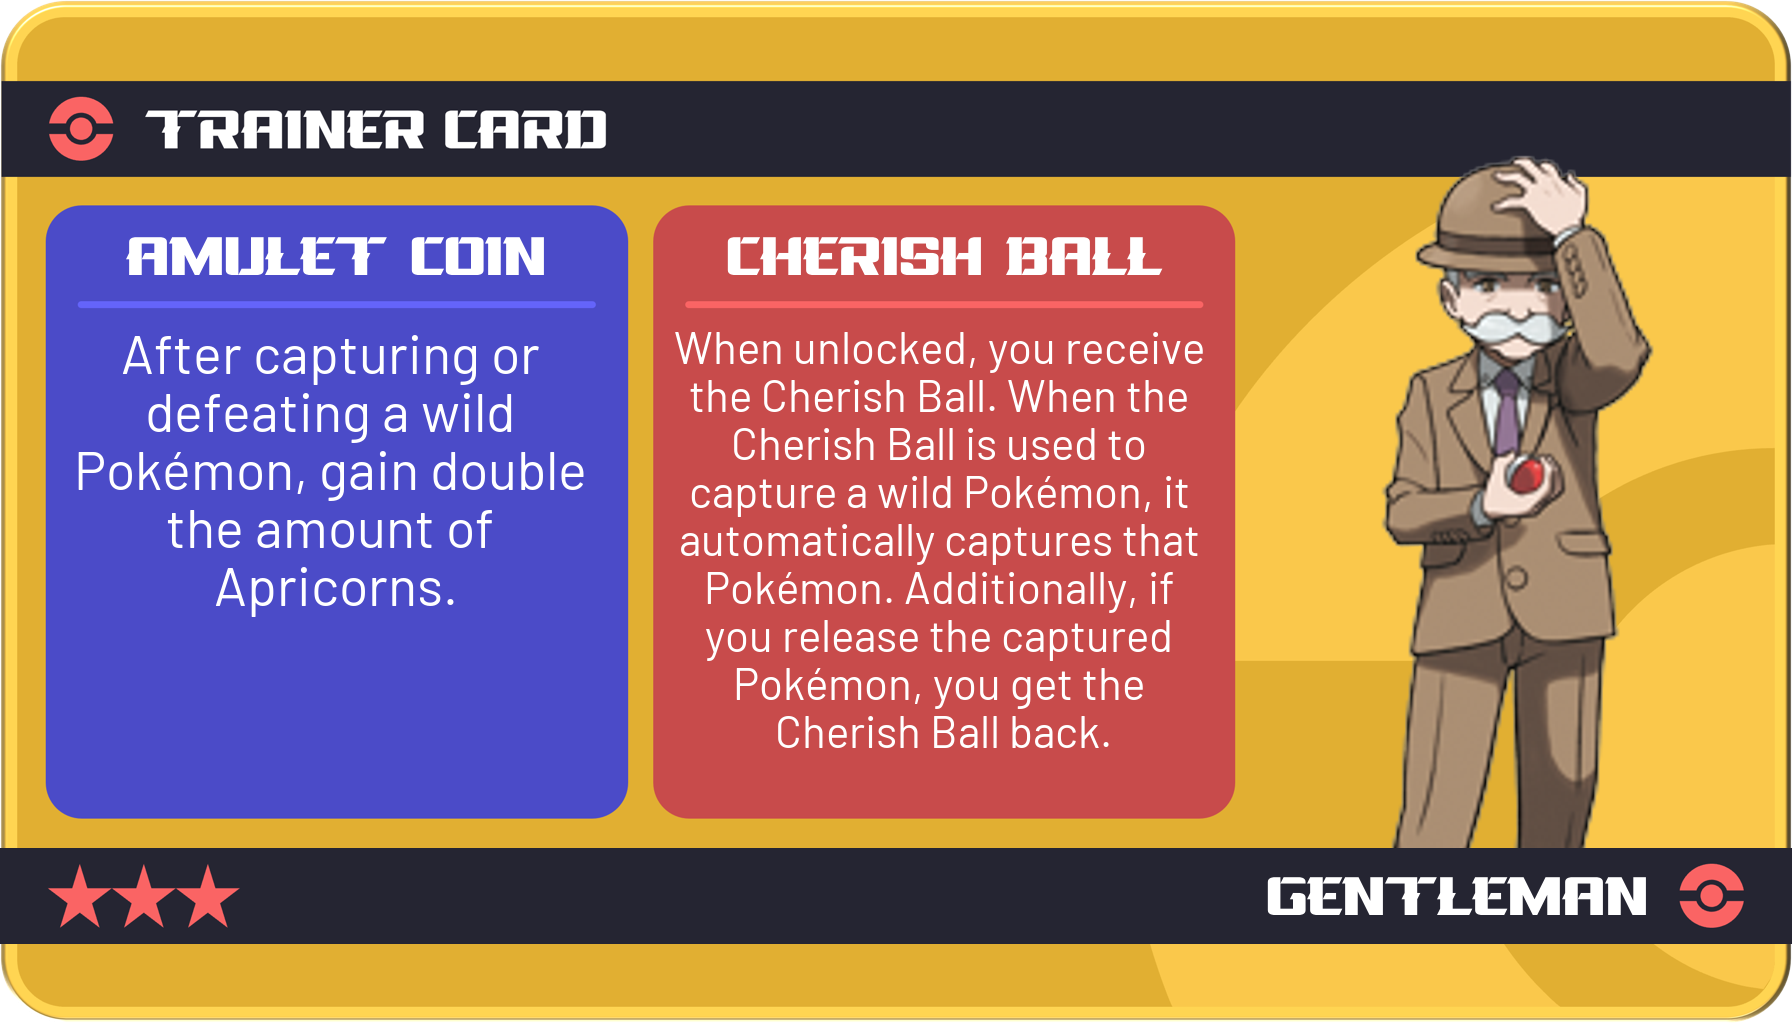 TRAINER CARD
AMULET COIN
After capturing or
defeating a wild
Pokémon, gain double
the amount of
Apricorns.
CHERISH BALL
When unlocked, you receive
the Cherish Ball. When the
Cherish Ball is used to
capture a wild Pokémon, it
automatically captures that
Pokémon. Additionally, if
you release the captured
Pokémon, you get the
Cherish Ball back.
GENTLEMAN